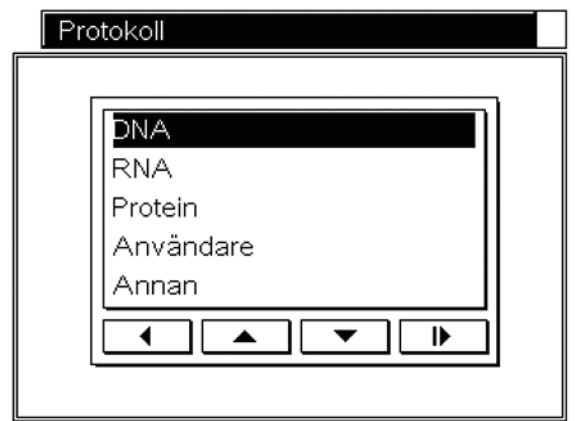 Protokoll
DNA
RNA
Protein
Användare
Annan